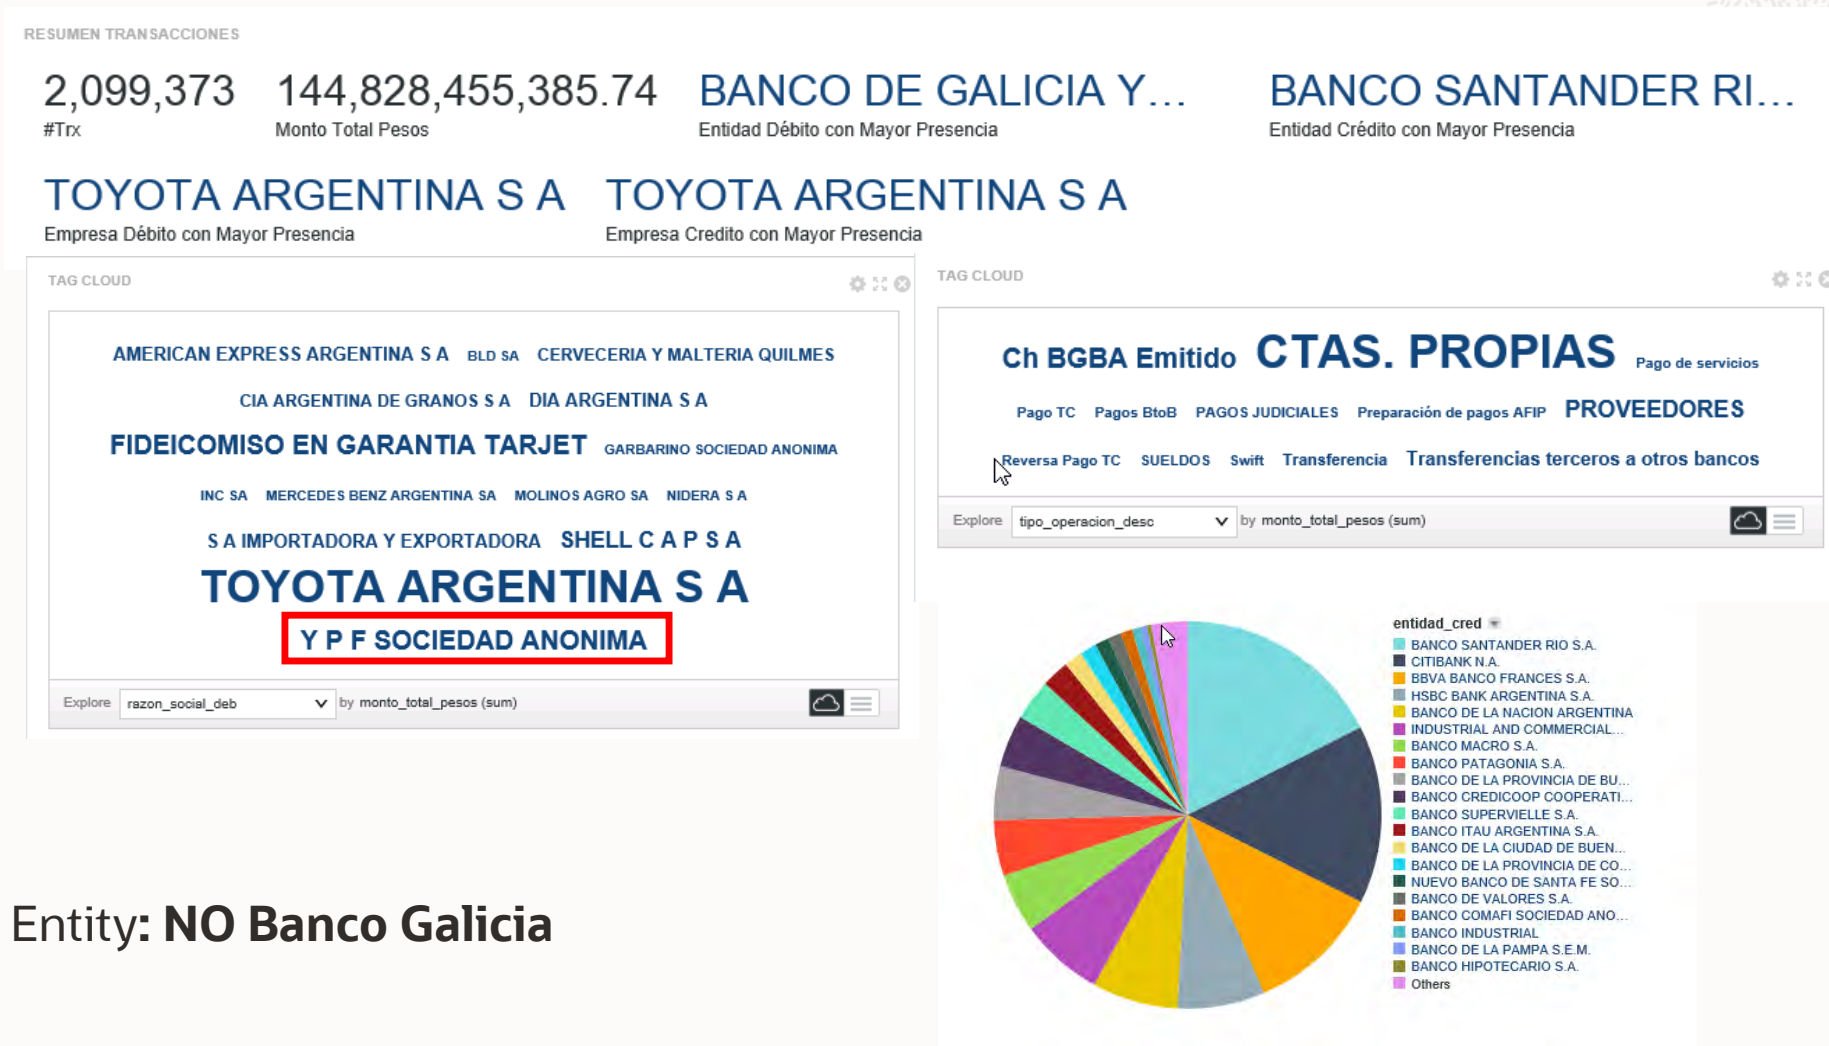 RESUMEN TRANSACCIONES
2,099,373 144,828,455,385.74 BANCO DE GALICIA Y... BANCO SANTANDER RI...
#Trx Monto Total Pesos Entidad Débito con Mayor Presencia Entidad Crédito con Mayor Presencia
TOYOTA ARGENTINA S A TOYOTA ARGENTINA S A
Empresa Débito con Mayor Presencia Empresa Credito con Mayor Presencia
TAG CLOUD
AMERICAN EXPRESS ARGENTINA S A BLD SA CERVECERIA Y MALTERIA QUILMES
CIA ARGENTINA DE GRANOS S A DIA ARGENTINA S A
FIDEICOMISO EN GARANTIA TARJET GARBARINO SOCIEDAD ANONIMA
INC SA MERCEDES BENZ ARGENTINA SA MOLINOS AGRO SA NIDERA S A
S A IMPORTADORA Y EXPORTADORA SHELL C A P S A
TOYOTA ARGENTINA S A
Y P F SOCIEDAD ANONIMA
Explore razon_social_deb by monto_total_pesos (sum)
TAG CLOUD
Ch BGBA Emitido CTAS. PROPIAS Pago de servicios
Pago TC Pagos BtoB PAGOS JUDICIALES Preparación de pagos AFIP PROVEEDORES
Reversa Pago TC SUELDOS Swift Transferencia Transferencias terceros a otros bancos
Explore tipo_operacion_desc by monto_total_pesos (sum)
entidad_cred
BANCO SANTANDER RIO S.A.
CITIBANK N.A.
BBVA BANCO FRANCES S.A.
HSBC BANK ARGENTINA S.A.
BANCO DE LA NACION ARGENTINA
INDUSTRIAL AND COMMERCIAL...
BANCO MACRO S.A.
BANCO PATAGONIA S.A.
BANCO DE LA PROVINCIA DE BU...
BANCO CREDICOOP COOPERATI...
BANCO SUPERVIELLE S.A.
BANCO ITAU ARGENTINA S.A.
BANCO DE LA CIUDAD DE BUEN...
BANCO DE LA PROVINCIA DE CO...
NUEVO BANCO DE SANTA FE SO...
BANCO DE VALORES S.A.
BANCO COMAFI SOCIEDAD ANO...
BANCO INDUSTRIAL
BANCO DE LA PAMPA S.E.M.
BANCO HIPOTECARIO S.A.
Others
Entity: NO Banco Galicia